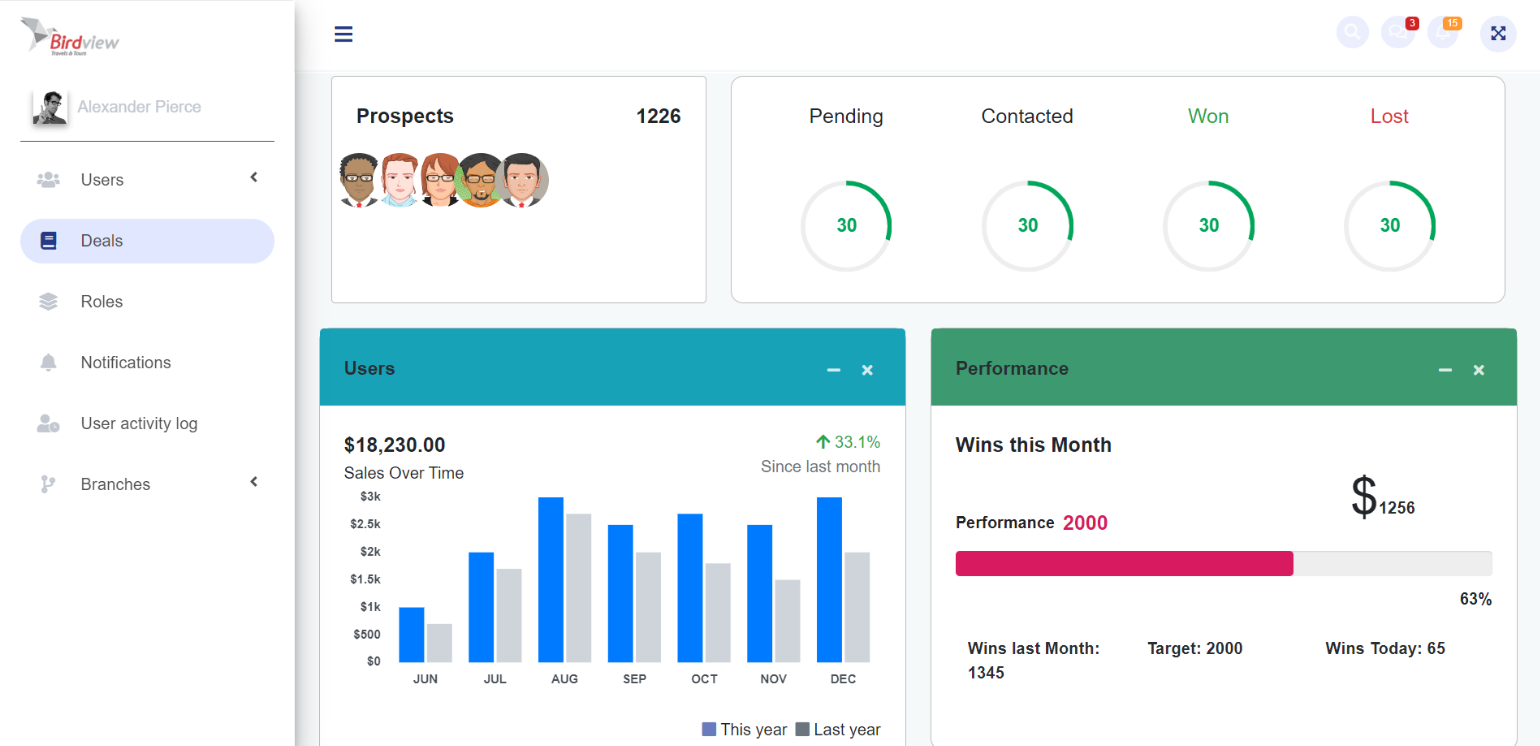 Birdview
Travels & Tours
3
15
Alexander Pierce
Users
Deals
Roles
Notifications
User activity log
Branches
Prospects 1226
Pending Contacted Won Lost
30 30 30 30
Users
$18,230.00
33.1%
Sales Over Time
Since last month
$3k
$2.5k
$2k
$1.5k
$1k
$500
$0
JUN JUL AUG SEP OCT NOV DEC
This year Last year
Performance
Wins this Month
$1256
Performance 2000
63%
Wins last Month: Target: 2000 Wins Today: 65
1345